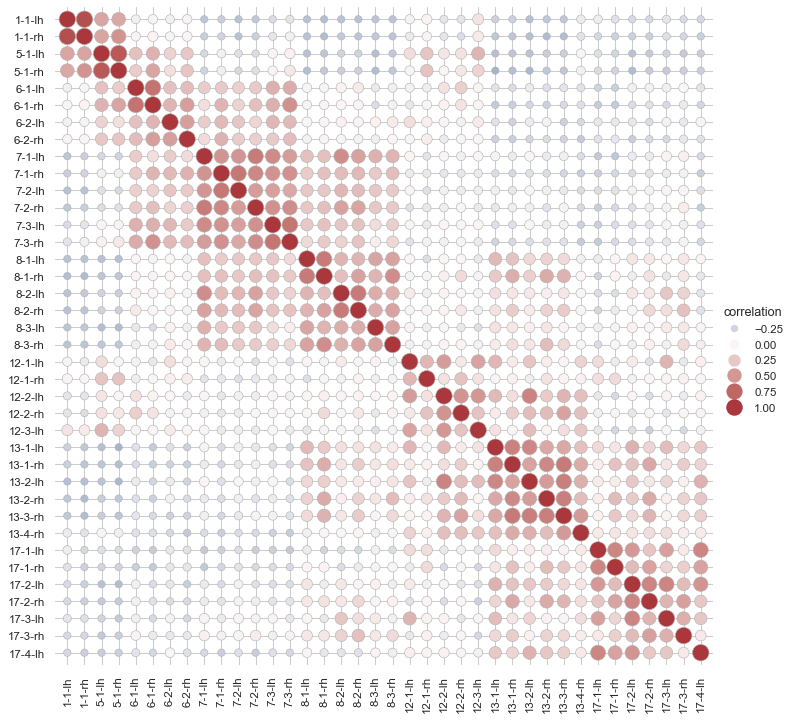 1-1-lh
1-1-rh
5-1-lh
5-1-rh
6-1-lh
6-1-rh
6-2-lh
6-2-rh
7-1-lh
7-1-rh
7-2-lh
7-2-rh
7-3-lh
7-3-rh
8-1-lh
8-1-rh
8-2-lh
8-2-rh
8-3-lh
8-3-rh
12-1-lh
12-1-rh
12-2-lh
12-2-rh
12-3-lh
13-1-lh
13-1-rh
13-2-lh
13-2-rh
13-3-rh
13-4-rh
17-1-lh
17-1-rh
17-2-lh
17-2-rh
17-3-lh
17-3-rh
17-4-lh
correlation
−0.25
0.00
0.25
0.50
0.75
1.00
1-1-lh
1-1-rh
5-1-lh
5-1-rh
6-1-lh
6-1-rh
6-2-lh
6-2-rh
7-1-lh
7-1-rh
7-2-lh
7-2-rh
7-3-lh
7-3-rh
8-1-lh
8-1-rh
8-2-lh
8-2-rh
8-3-lh
8-3-rh
12-1-lh
12-1-rh
12-2-lh
12-2-rh
12-3-lh
13-1-lh
13-1-rh
13-2-lh
13-2-rh
13-3-rh
13-4-rh
17-1-lh
17-1-rh
17-2-lh
17-2-rh
17-3-lh
17-3-rh
17-4-lh